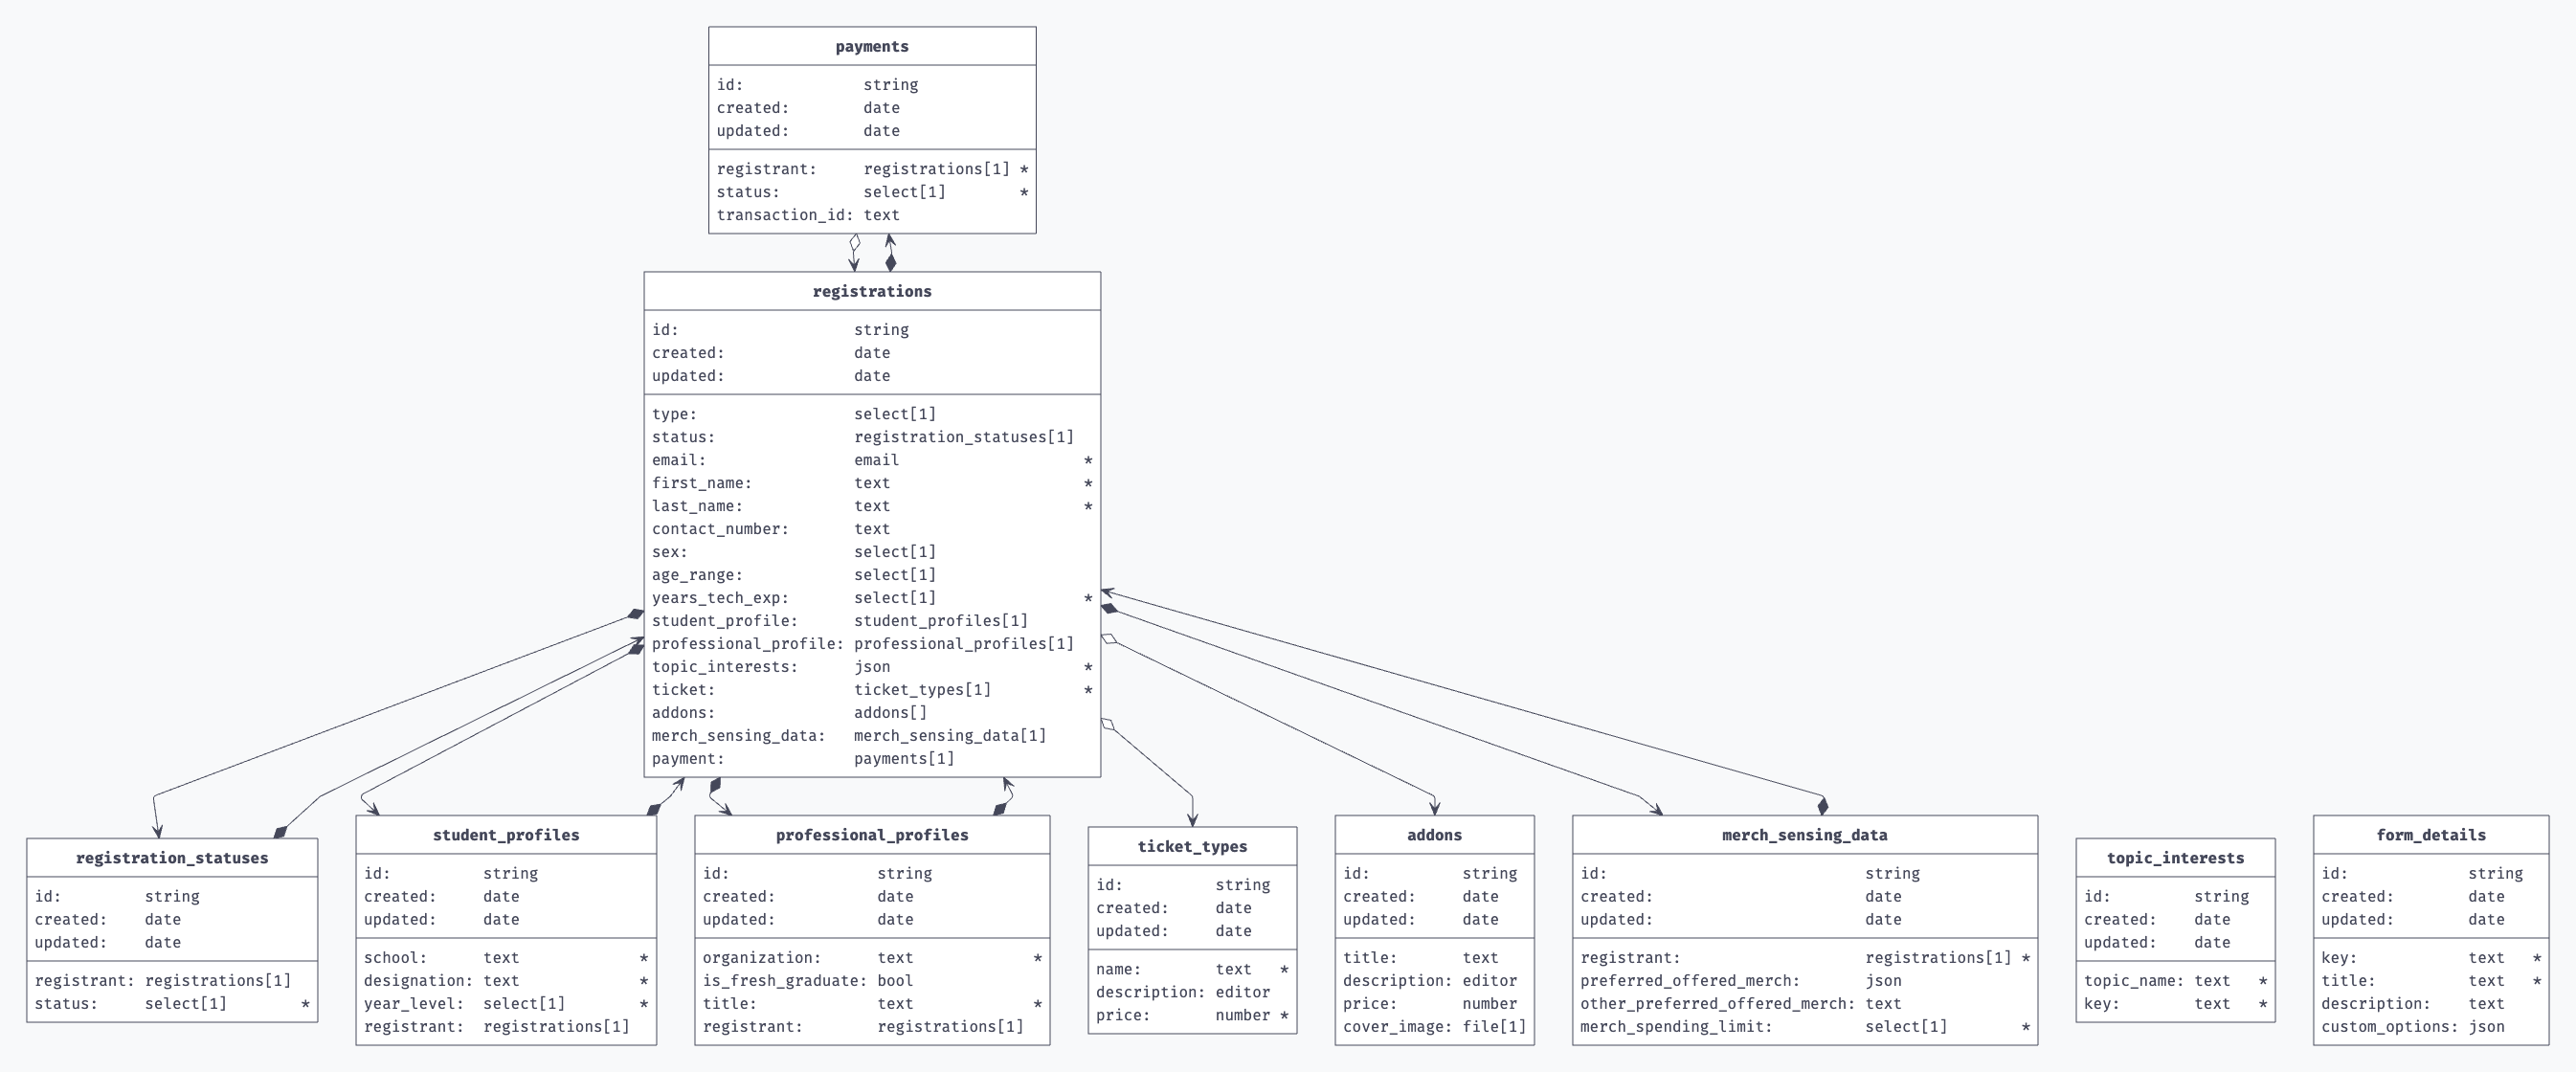 payments
id: string
created: date
updated: date
registrant: registrations[1] *
status: select[1] *
transaction_id: text
registrations
id: string
created: date
updated: date
type: select[1]
status: registration_statuses[1]
email: email *
first_name: text *
last_name: text *
contact_number: text
sex: select[1]
age_range: select[1]
years_tech_exp: select[1] *
student_profile: student_profiles[1]
professional_profile: professional_profiles[1]
topic_interests: json *
ticket: ticket_types[1] *
addons: addons[]
merch_sensing_data: merch_sensing_data[1]
payment: payments[1]
registration_statuses
id: string
created: date
updated: date
registrant: registrations[1]
status: select[1] *
student_profiles
id: string
created: date
updated: date
school: text *
designation: text *
year_level: select[1] *
registrant: registrations[1]
professional_profiles
id: string
created: date
updated: date
organization: text *
is_fresh_graduate: bool
title: text *
registrant: registrations[1]
ticket_types
id: string
created: date
updated: date
name: text *
description: editor
price: number *
addons
id: string
created: date
updated: date
title: text
description: editor
price: number
cover_image: file[1]
merch_sensing_data
id: string
created: date
updated: date
registrant: registrations[1] *
preferred_offered_merch: json
other_preferred_offered_merch: text
merch_spending_limit: select[1] *
topic_interests
id: string
created: date
updated: date
topic_name: text *
key: text *
form_details
id: string
created: date
updated: date
key: text *
title: text *
description: text
custom_options: json